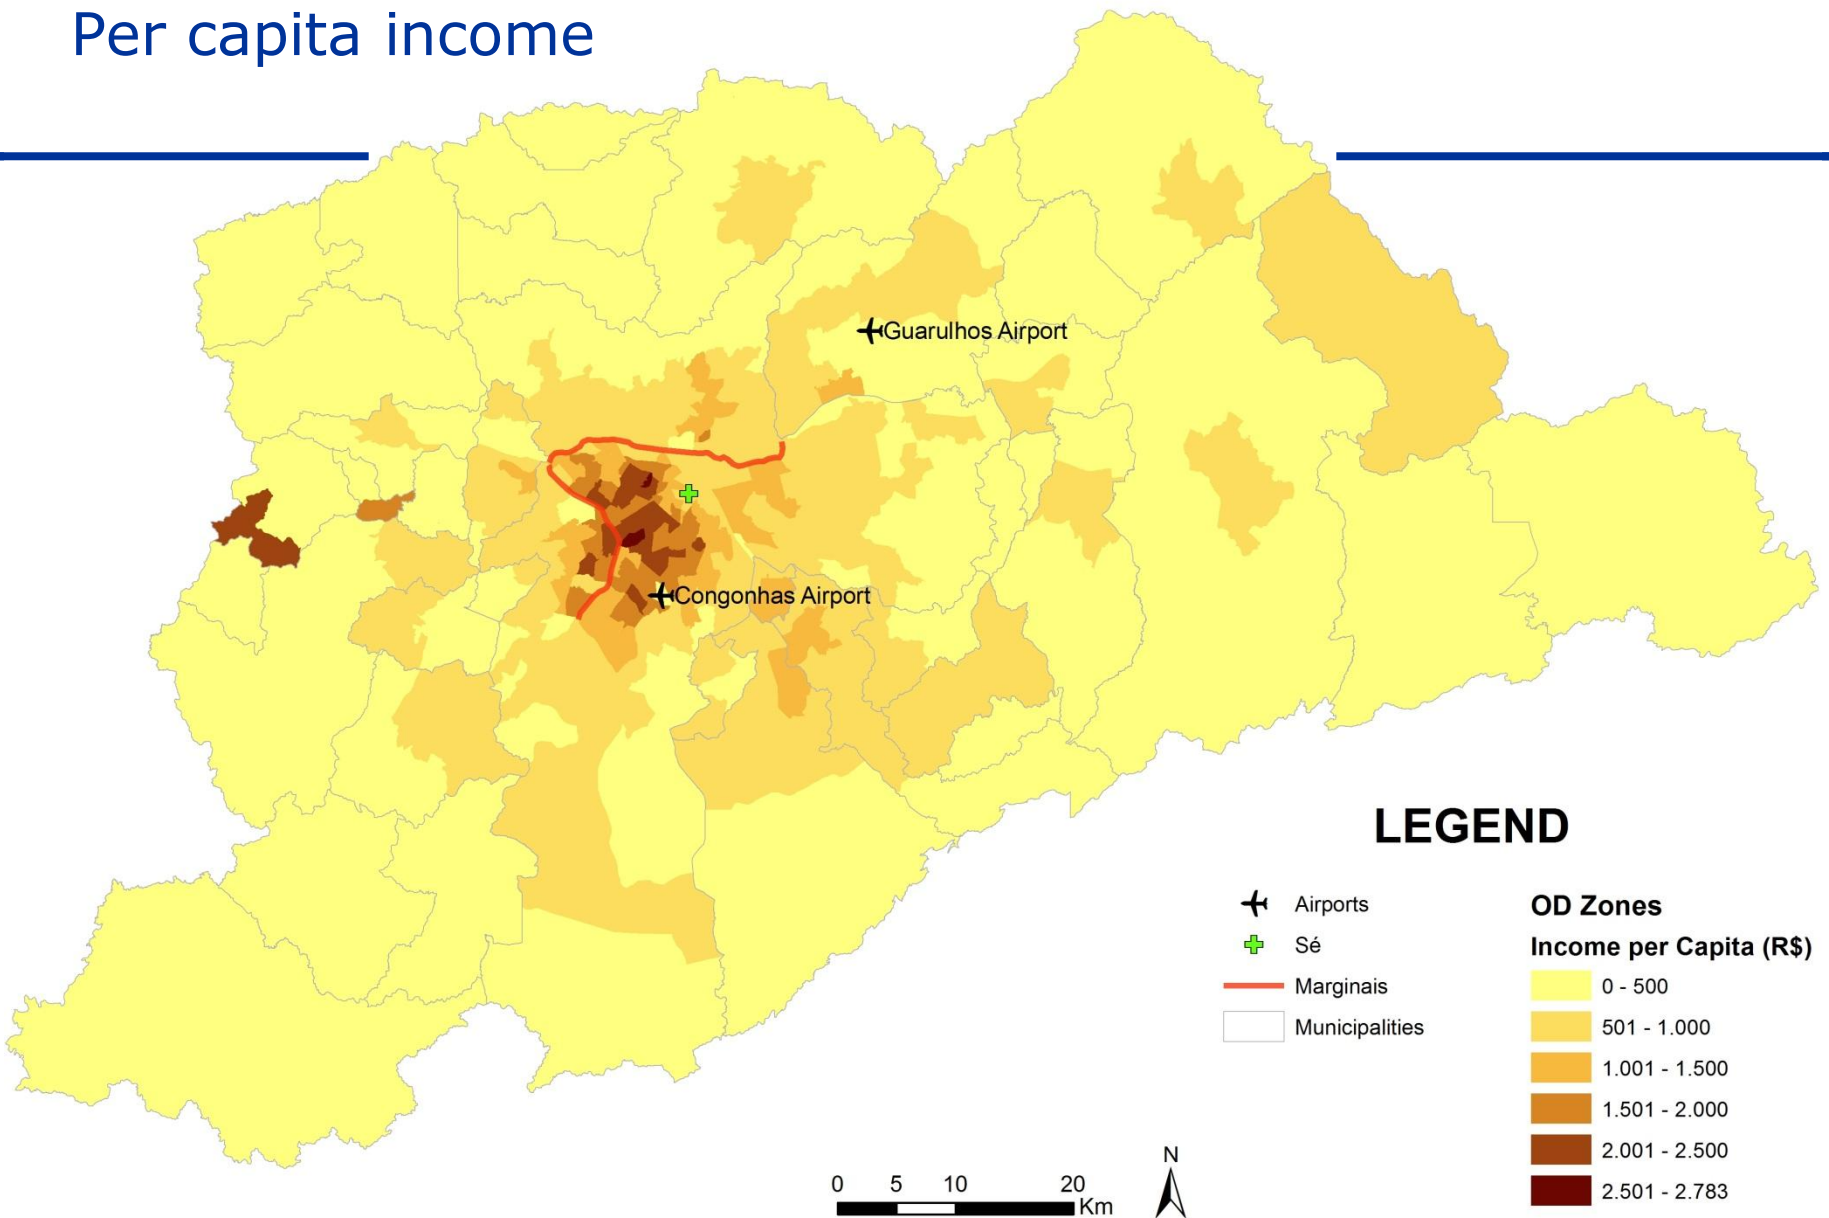 Per capita income
Guarulhos Airport
Congonhas Airport
LEGEND
Airports
Sé
Marginais
Municipalities
OD Zones
Income per Capita (R$)
0 - 500
501 - 1.000
1.001 - 1.500
1.501 - 2.000
2.001 - 2.500
2.501 - 2.783
0 5 10 20
Km
N